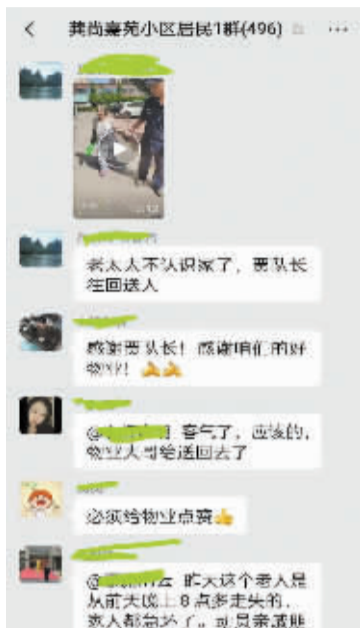 龚尚嘉苑小区居民1群(496)
老太太不认识家了，贾队长
往回送人
感谢贾队长！感谢咱们的好
物业！
客气了，应该的，
物业大哥给送回去了
必须给物业点赞
昨天这个老人是
从前天晚上8点多走失的，
家人都急坏了。